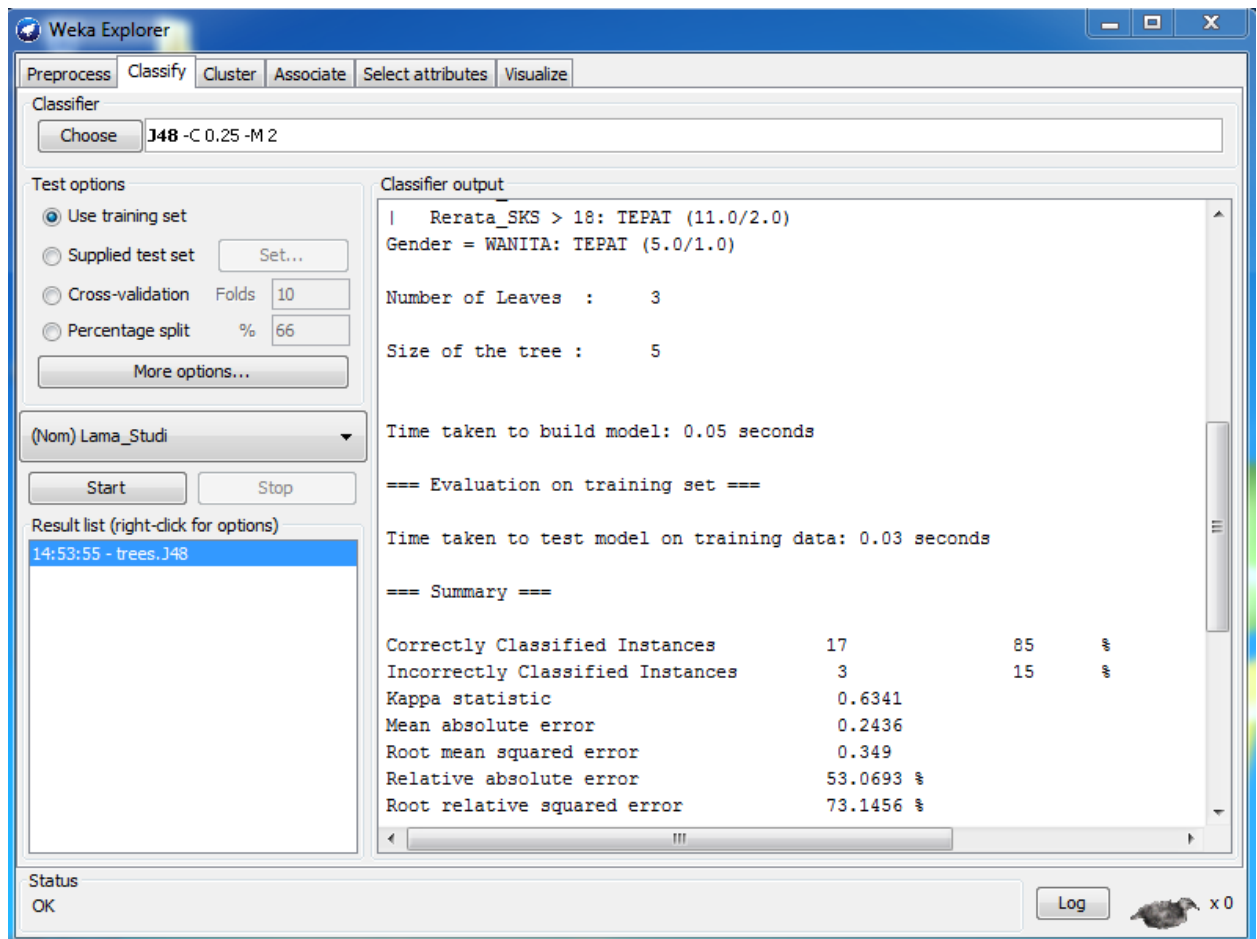 Weka Explorer
Preprocess Classify Cluster Associate Select attributes Visualize
Classifier
Choose J48 -C 0.25 -M 2
Test options
Use training set
Supplied test set Set...
Cross-validation Folds 10
Percentage split % 66
More options...
(Nom) Lama_Studi
Start Stop
Result list (right-click for options)
14:53:55 - trees.J48
Classifier output
| Rerata_SKS > 18: TEPAT (11.0/2.0)
Gender = WANITA: TEPAT (5.0/1.0)
Number of Leaves : 3
Size of the tree : 5
Time taken to build model: 0.05 seconds
=== Evaluation on training set ===
Time taken to test model on training data: 0.03 seconds
=== Summary ===
Correctly Classified Instances 17 85 %
Incorrectly Classified Instances 3 15 %
Kappa statistic 0.6341
Mean absolute error 0.2436
Root mean squared error 0.349
Relative absolute error 53.0693 %
Root relative squared error 73.1456 %
Status
OK
Log x 0